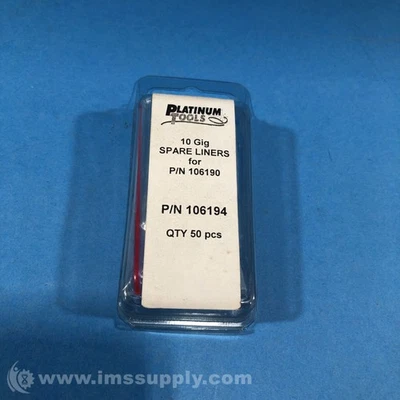 PLATINUM
TOOLS
10 Gig
SPARE LINERS
for
P/N 106190
P/N 106194
QTY 50 pcs
www.imssupply.com